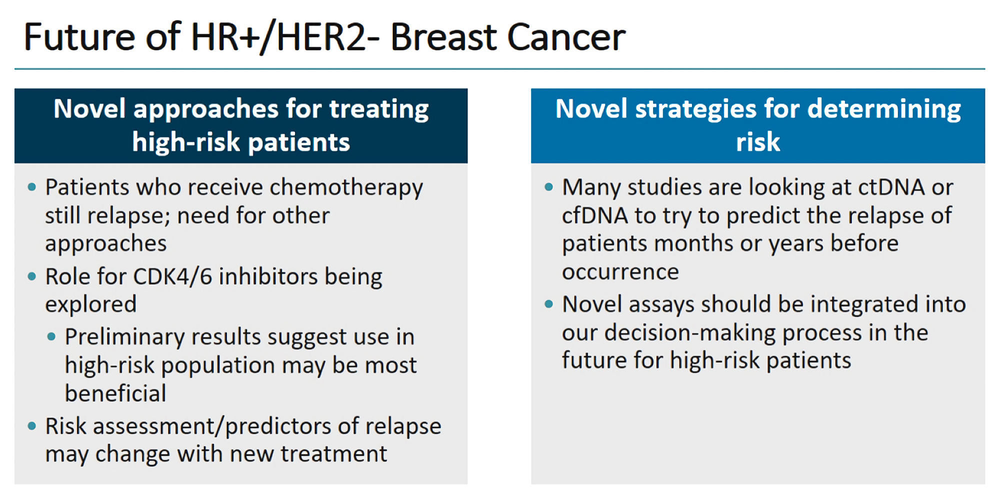 Future of HR+/HER2- Breast Cancer
Novel approaches for treating
high-risk patients
• Patients who receive chemotherapy
still relapse; need for other
approaches
• Role for CDK4/6 inhibitors being
explored
• Preliminary results suggest use in
high-risk population may be most
beneficial
• Risk assessment/predictors of relapse
may change with new treatment
Novel strategies for determining
risk
• Many studies are looking at ctDNA or
cfDNA to try to predict the relapse of
patients months or years before
occurrence
• Novel assays should be integrated into
our decision-making process in the
future for high-risk patients